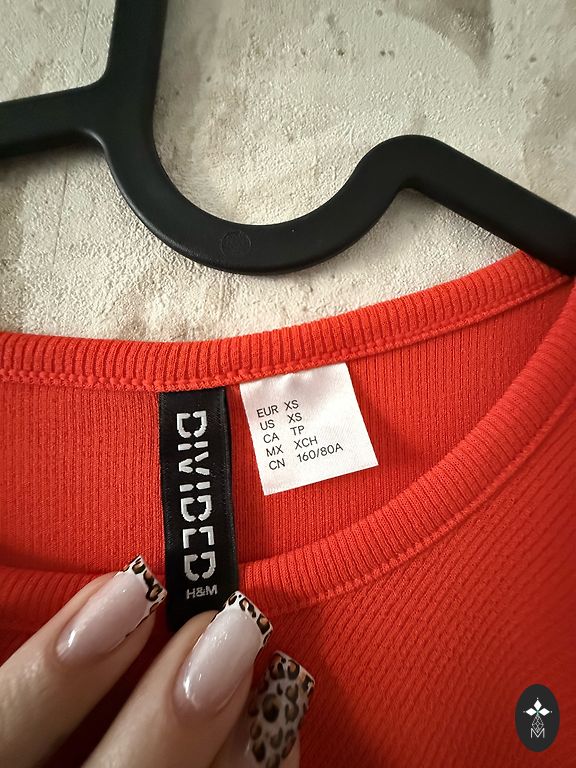 DIVIDED
H&M
EUR XS
US XS
CA TP
MX XCH
CN 160/80A
M